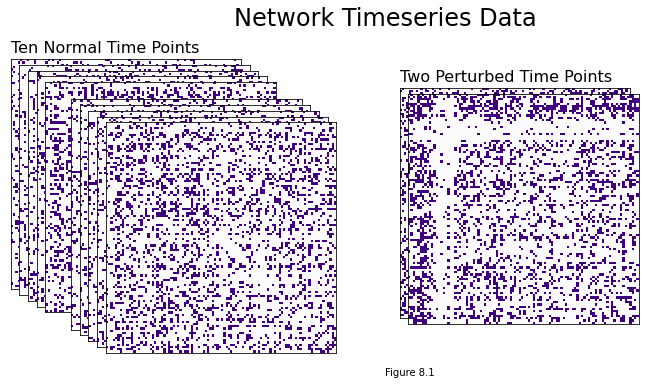 Network Timeseries Data
Ten Normal Time Points
Two Perturbed Time Points
Figure 8.1